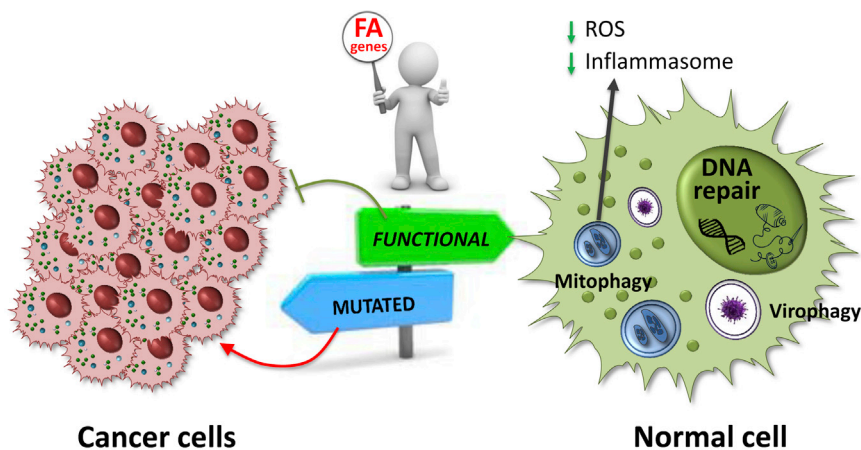 FA
genes
↓ ROS
↓ Inflammasome
DNA
repair
FUNCTIONAL
Mitophagy
MUTATED
Virophagy
Cancer cells
Normal cell